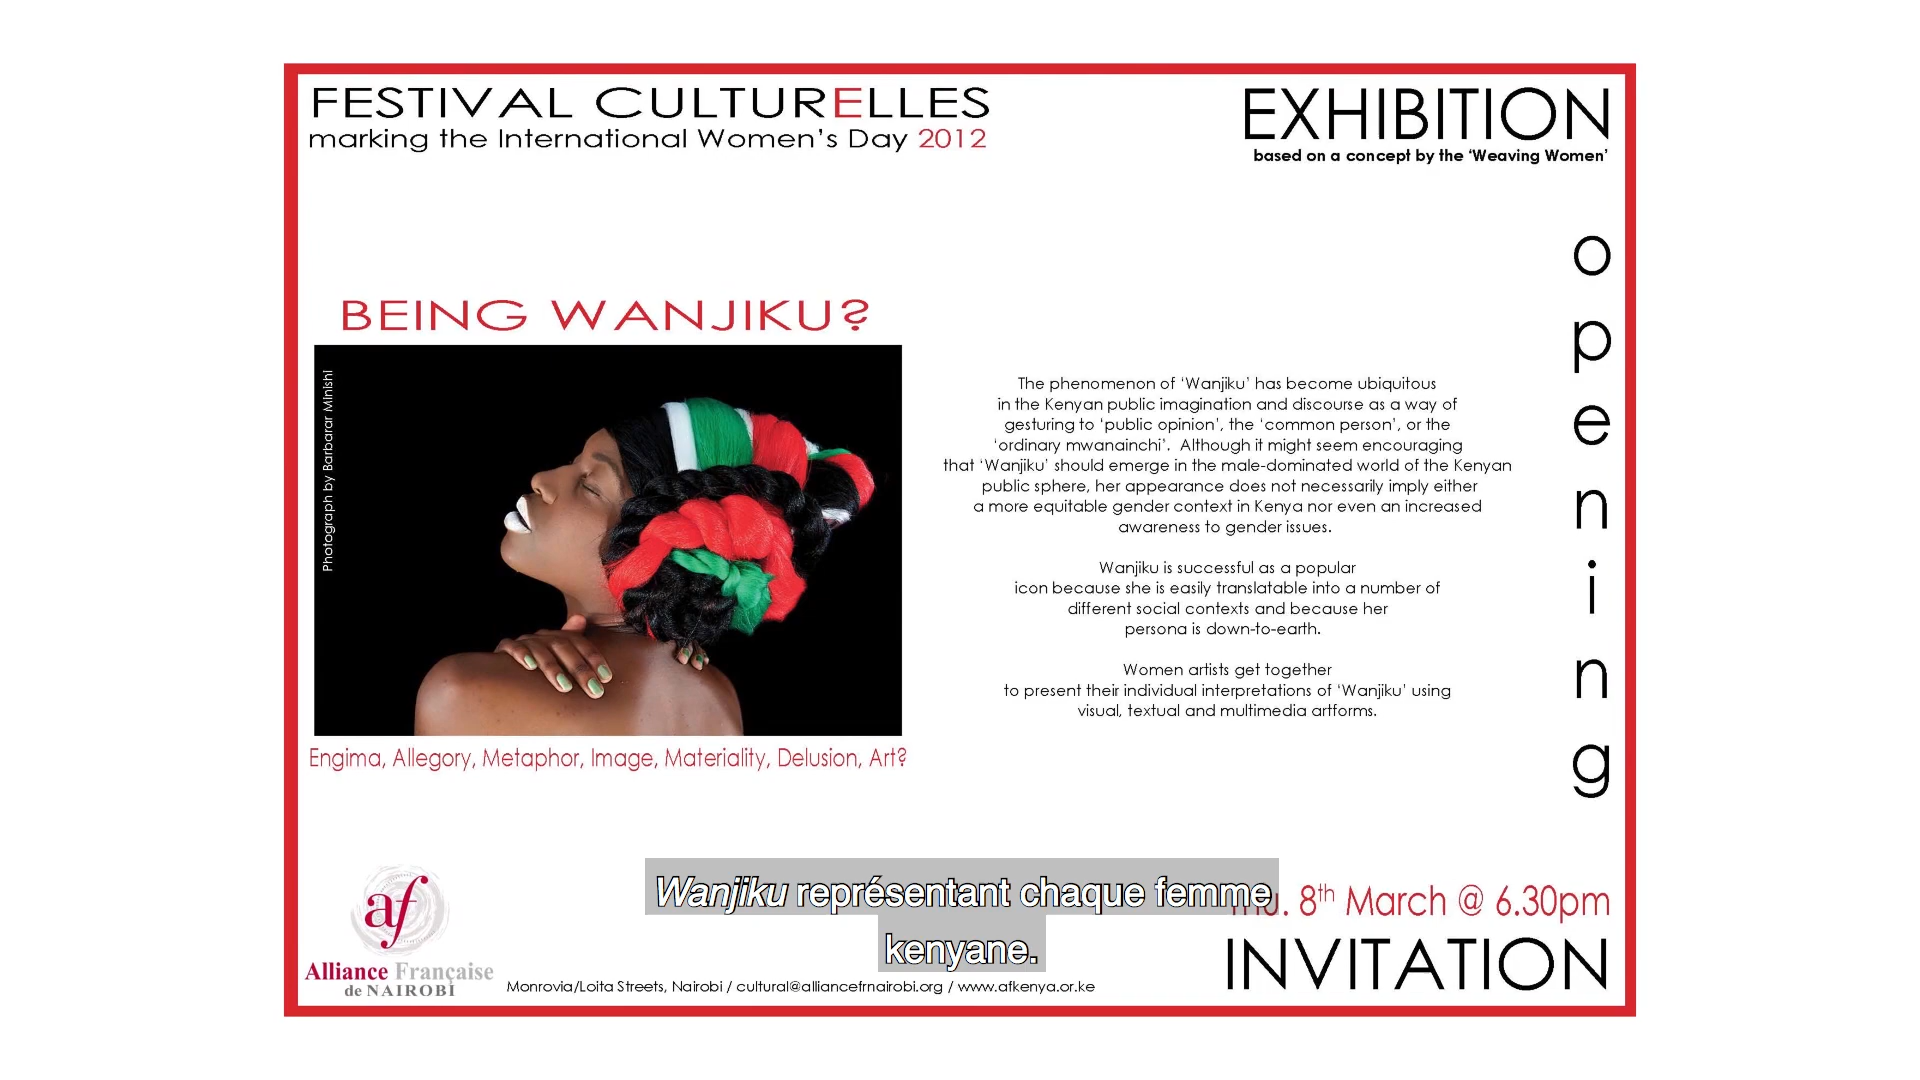 FESTIVAL CULTURELLES
marking the International Women's Day 2012
EXHIBITION
based on a concept by the 'Weaving Women'
opening
BEING WANJIKU?
Photograph by Barbarar Minishi
The phenomenon of 'Wanjiku' has become ubiquitous
in the Kenyan public imagination and discourse as a way of
gesturing to 'public opinion', the 'common person', or the
'ordinary mwanainchi'. Although it might seem encouraging
that 'Wanjiku' should emerge in the male-dominated world of the Kenyan
public sphere, her appearance does not necessarily imply either
a more equitable gender context in Kenya nor even an increased
awareness to gender issues.
Wanjiku is successful as a popular
icon because she is easily translatable into a number of
different social contexts and because her
persona is down-to-earth.
Women artists get together
to present their individual interpretations of 'Wanjiku' using
visual, textual and multimedia artforms.
Engima, Allegory, Metaphor, Image, Materiality, Delusion, Art?
af
Alliance Française
de NAIROBI
Monrovia/Loita Streets, Nairobi / cultural@alliancefrnairobi.org / www.afkenya.or.ke
8th March @ 6.30pm
INVITATION
Wanjiku représentant chaque femme
kenyane.